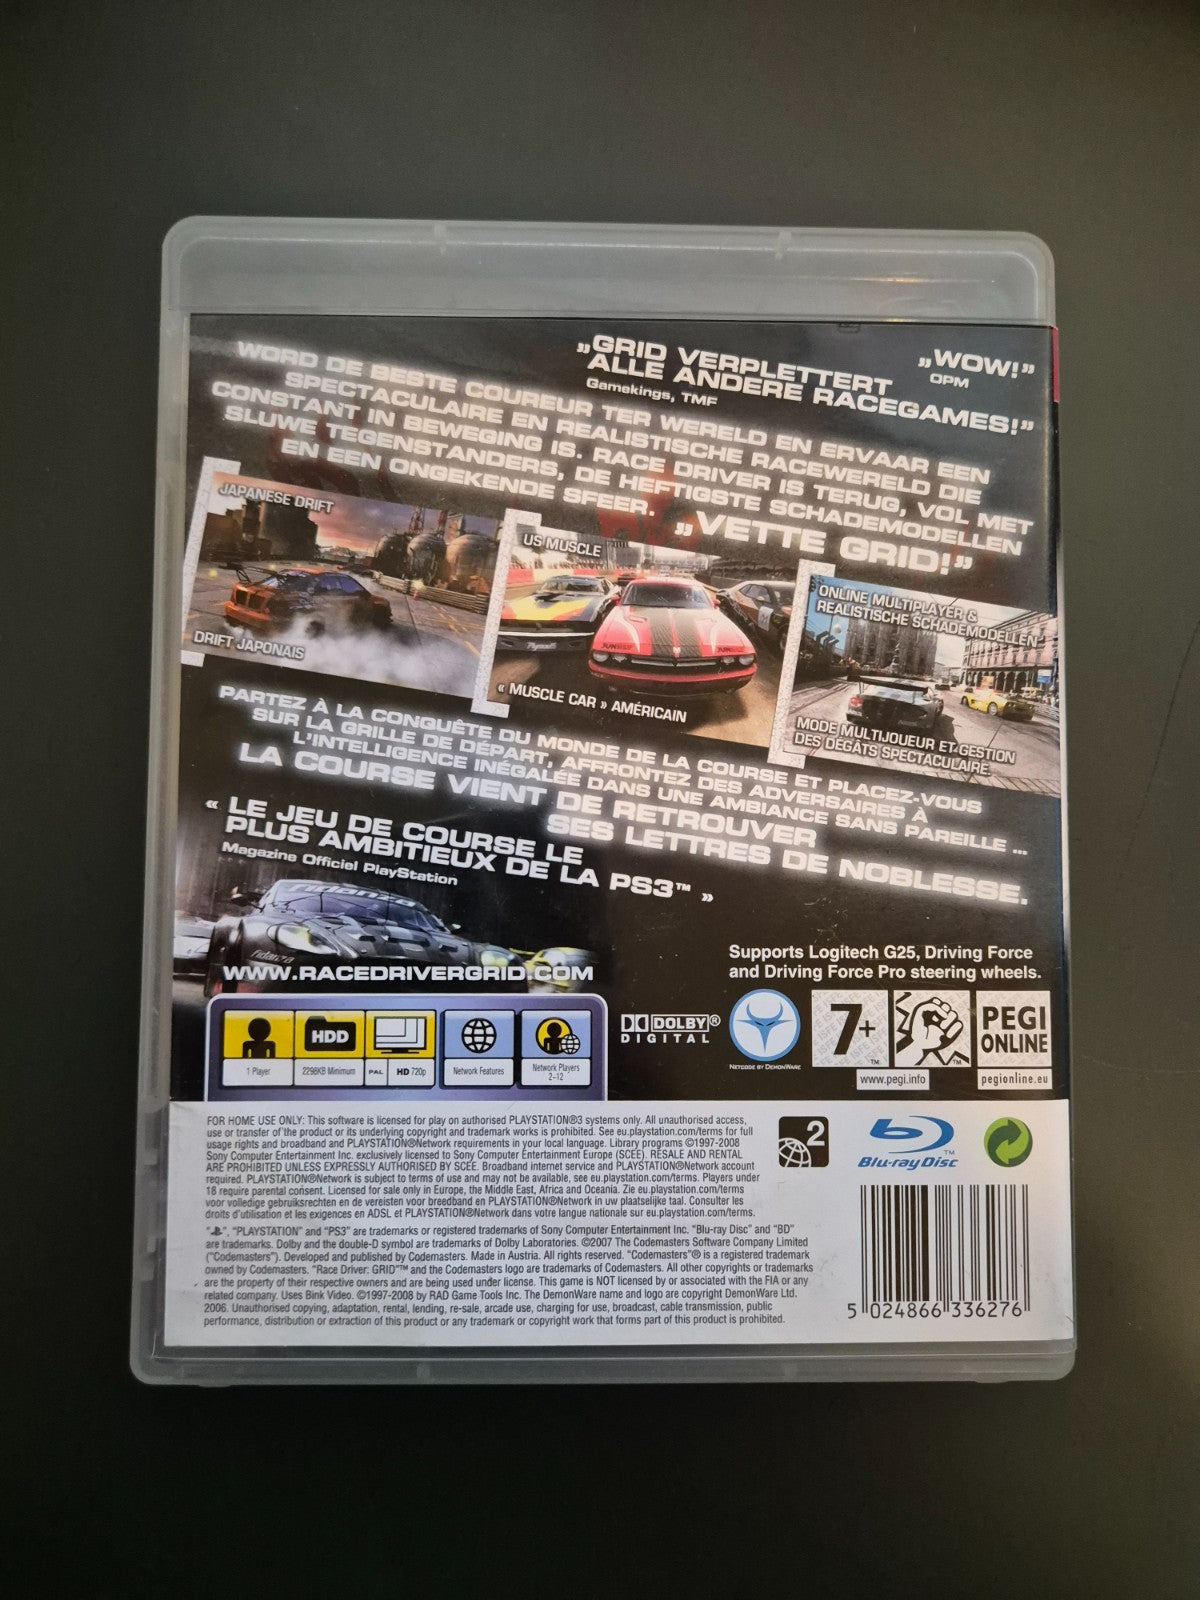 „GRID VERPLETTERT
ALLE ANDERE RACEGAMES!”
Gamekings, TMF
„WOW!”
OPM
WORD DE BESTE COUREUR TER WERELD EN ERVAAR EEN
SPECTACULAIRE EN REALISTISCHE RACEWERELD DIE
CONSTANT IN BEWEGING IS. RACE DRIVER IS TERUG, VOL MET
SLUWE TEGENSTANDERS, DE HEFTIGSTE SCHADEMODELLEN
EN EEN ONGEKENDE SFEER. „VETTE GRID!”
JAPANESE DRIFT
DRIFT JAPONAIS
US MUSCLE
Plymouth
« MUSCLE CAR » AMÉRICAIN
ONLINE MULTIPLAYER &
REALISTISCHE SCHADEMODELLEN
MODE MULTIJOUEUR ET GESTION
DES DÉGÂTS SPECTACULAIRE.
PARTEZ À LA CONQUÊTE DU MONDE DE LA COURSE ET PLACEZ-VOUS
SUR LA GRILLE DE DÉPART, AFFRONTEZ DES ADVERSAIRES À
L'INTELLIGENCE INÉGALÉE DANS UNE AMBIANCE SANS PAREILLE ...
LA COURSE VIENT DE RETROUVER
SES LETTRES DE NOBLESSE.
« LE JEU DE COURSE LE
PLUS AMBITIEUX DE LA PS3™ »
Magazine Officiel PlayStation
fidanza
WWW.RACEDRIVERGRID.COM
Supports Logitech G25, Driving Force
and Driving Force Pro steering wheels.
1 Player
HDD
2298KB Minimum
PAL HD 720p
Network Features
Network Players
2-12
DOLBY®
DIGITAL
NETCODE BY DEMONWARE
7+
™
™
www.pegi.info
PEGI
ONLINE
pegionline.eu
FOR HOME USE ONLY: This software is licensed for play on authorised PLAYSTATION®3 systems only. All unauthorised access,
use or transfer of the product or its underlying copyright and trademark works is prohibited. See eu.playstation.com/terms for full
usage rights and broadband and PLAYSTATION®Network requirements in your local language. Library programs ©1997-2008
Sony Computer Entertainment Inc. exclusively licensed to Sony Computer Entertainment Europe (SCEE). RESALE AND RENTAL
ARE PROHIBITED UNLESS EXPRESSLY AUTHORISED BY SCEE. Broadband internet service and PLAYSTATION®Network account
required. PLAYSTATION®Network is subject to terms of use and may not be available, see eu.playstation.com/terms. Players under
18 require parental consent. Licensed for sale only in Europe, the Middle East, Africa and Oceania. Zie eu.playstation.com/terms
voor volledige gebruiksrechten en de vereisten voor breedband en PLAYSTATION®Network in uw plaatselijke taal. Consulter les
droits d'utilisation et les exigences en ADSL et PLAYSTATION®Network dans votre langue nationale sur eu.playstation.com/terms.
" ", "PLAYSTATION" and "PS3" are trademarks or registered trademarks of Sony Computer Entertainment Inc. "Blu-ray Disc" and "BD"
are trademarks. Dolby and the double-D symbol are trademarks of Dolby Laboratories. ©2007 The Codemasters Software Company Limited
("Codemasters"). Developed and published by Codemasters. Made in Austria. All rights reserved. "Codemasters"® is a registered trademark
owned by Codemasters. "Race Driver: GRID"™ and the Codemasters logo are trademarks of Codemasters. All other copyrights or trademarks
are the property of their respective owners and are being used under license. This game is NOT licensed by or associated with the FIA or any
related company. Uses Bink Video. ©1997-2008 by RAD Game Tools Inc. The DemonWare name and logo are copyright DemonWare Ltd.
2006. Unauthorised copying, adaptation, rental, lending, re-sale, arcade use, charging for use, broadcast, cable transmission, public
performance, distribution or extraction of this product or any trademark or copyright work that forms part of this product is prohibited.
2
Blu-ray Disc™
5 024866 336276